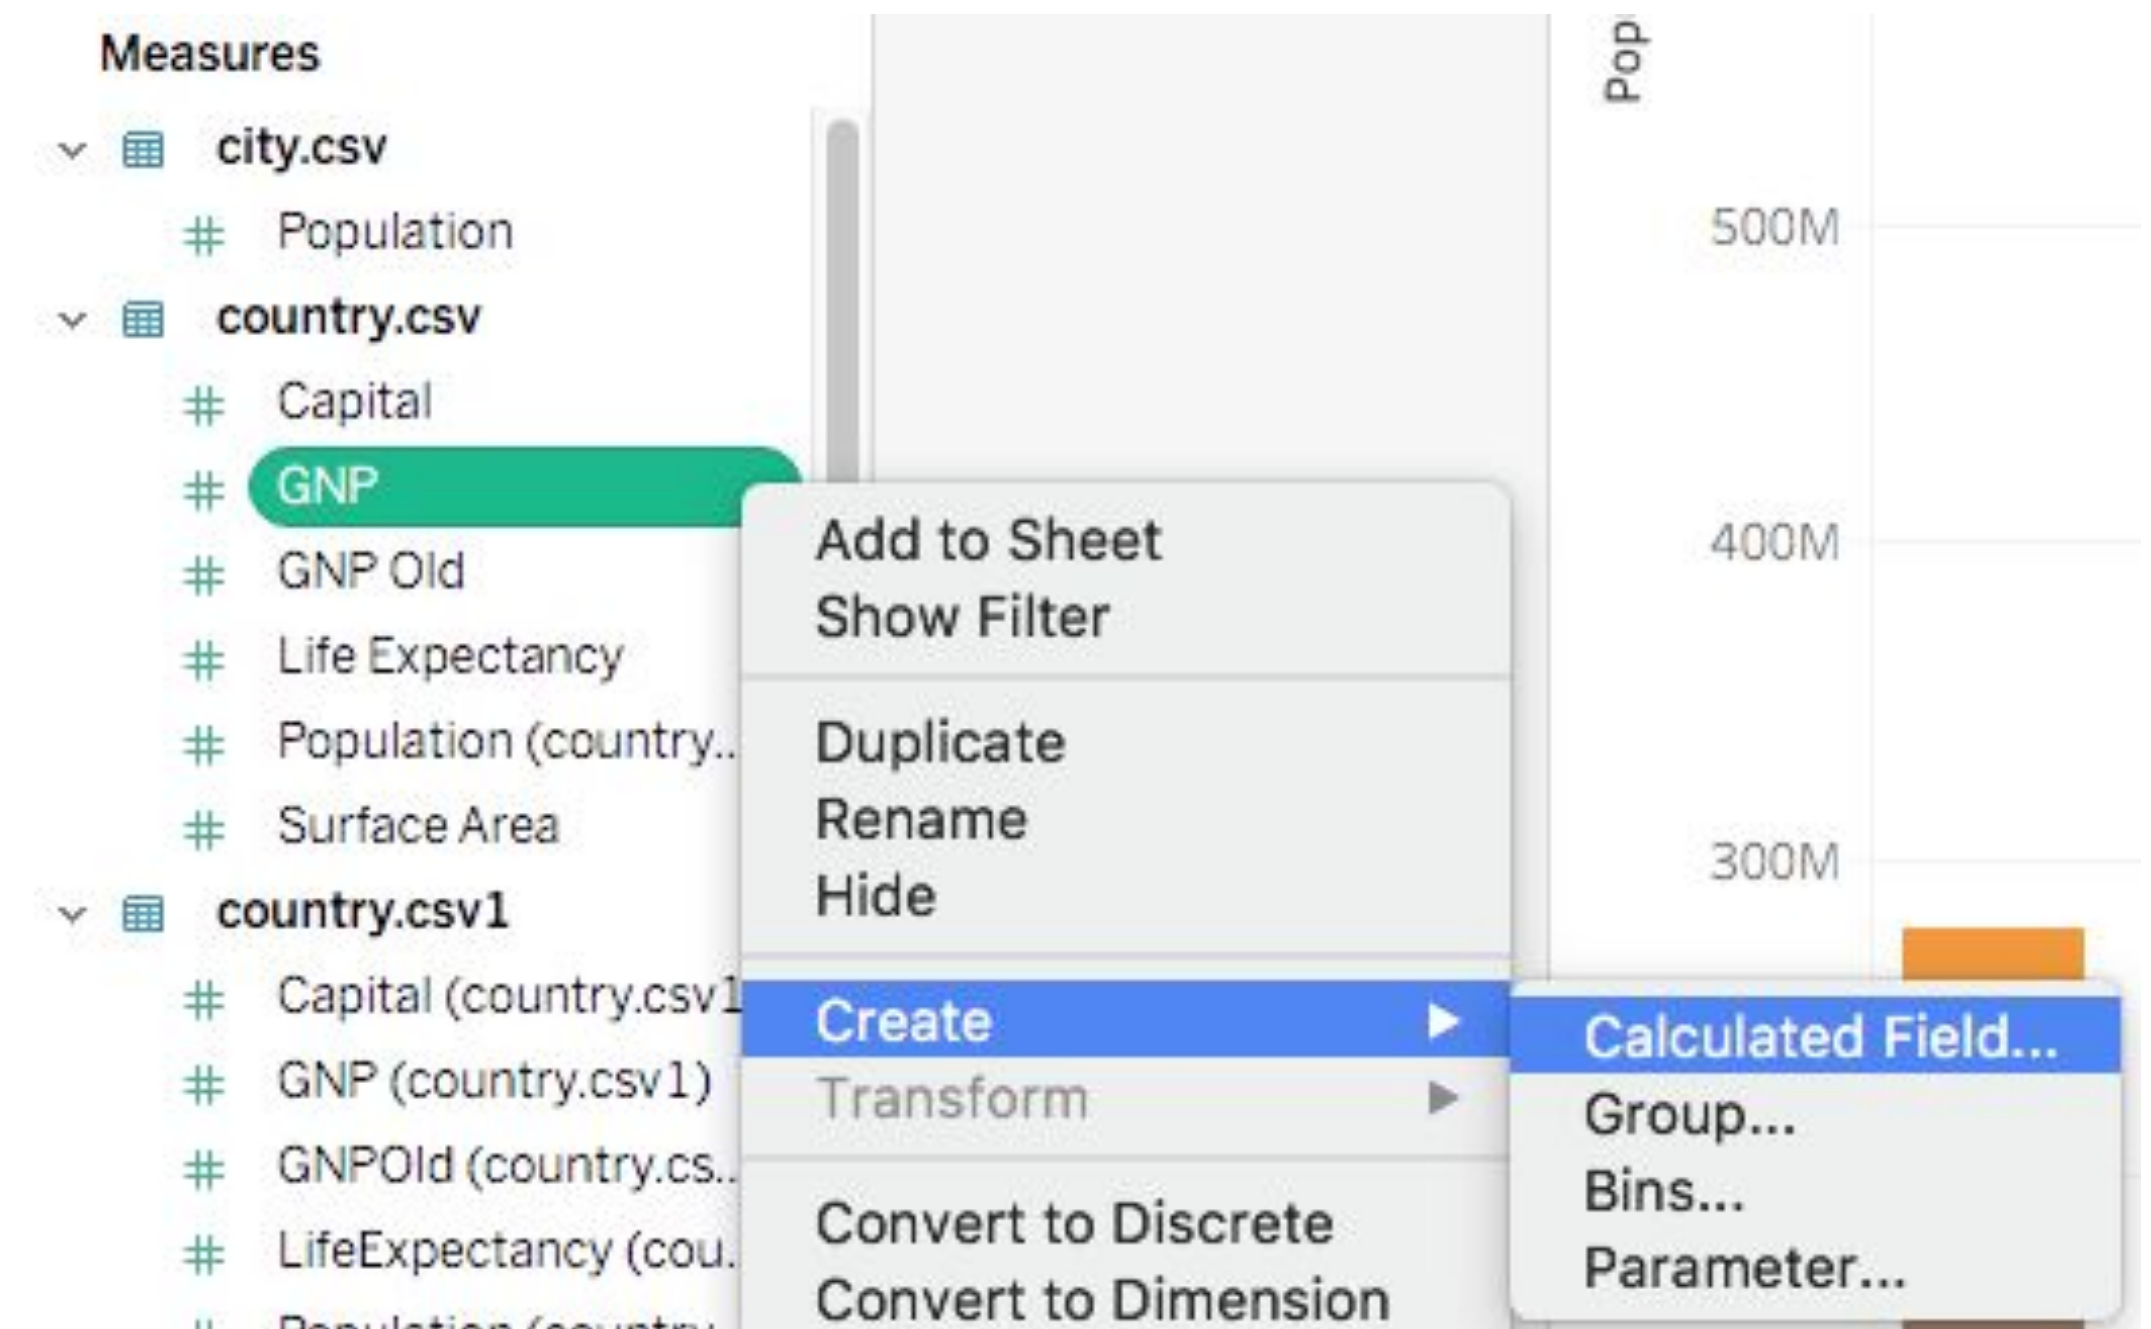 Measures
city.csv
Population
country.csv
Capital
GNP
GNP Old
Life Expectancy
Population (country..
Surface Area
country.csv1
Capital (country.csv1
GNP (country.csv1)
GNPOld (country.cs..
LifeExpectancy (cou.
Population (country
Add to Sheet
Show Filter
Duplicate
Rename
Hide
Create
Transform
Convert to Discrete
Convert to Dimension
Calculated Field...
Group...
Bins...
Parameter...
Pop
500M
400M
300M